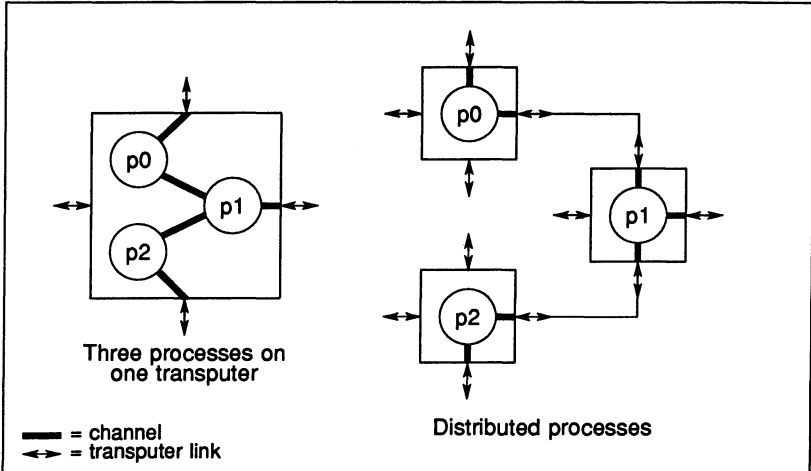 p0
p1
p2
Three processes on
one transputer
p0
p1
p2
Distributed processes
= channel
= transputer link